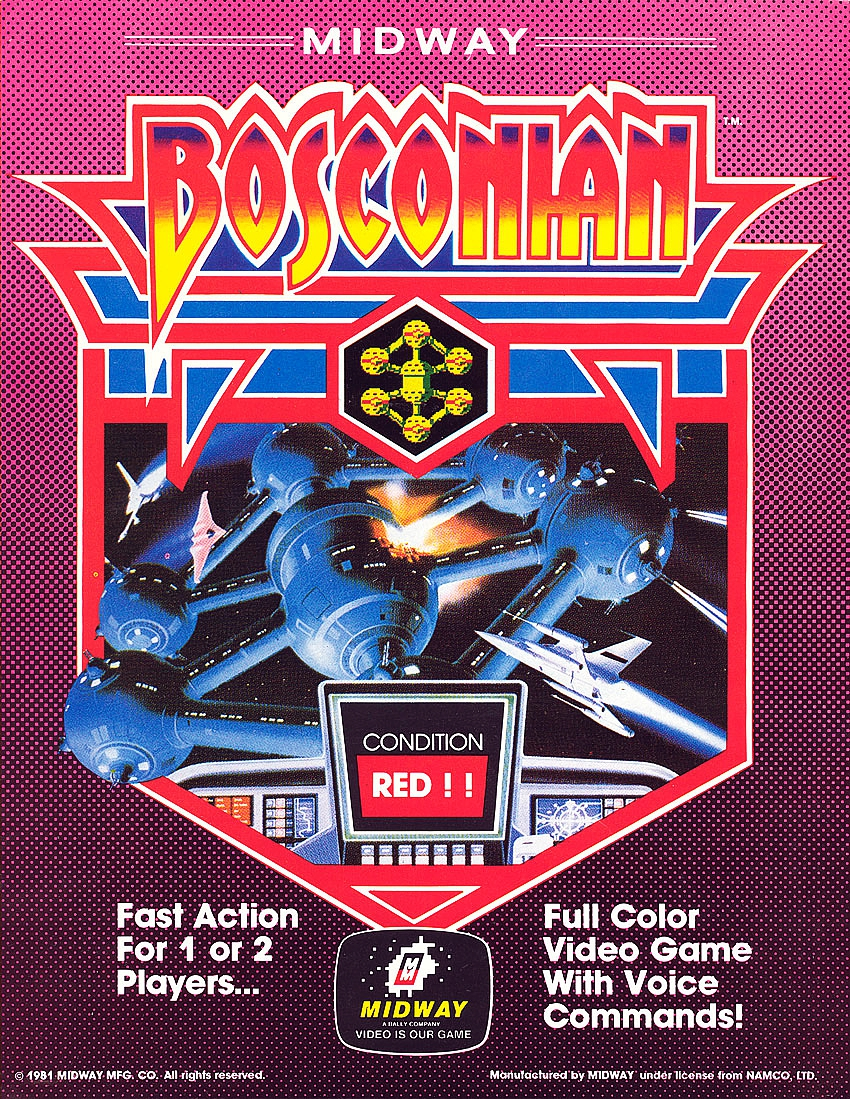 MIDWAY
BOSCONIAN
T.M.
CONDITION
RED ! !
Fast Action
For 1 or 2
Players...
Full Color
Video Game
With Voice
Commands!
MM
MIDWAY
A BALLY COMPANY
VIDEO IS OUR GAME
© 1981 MIDWAY MFG. CO. All rights reserved.
Manufactured by MIDWAY under license from NAMCO, LTD.